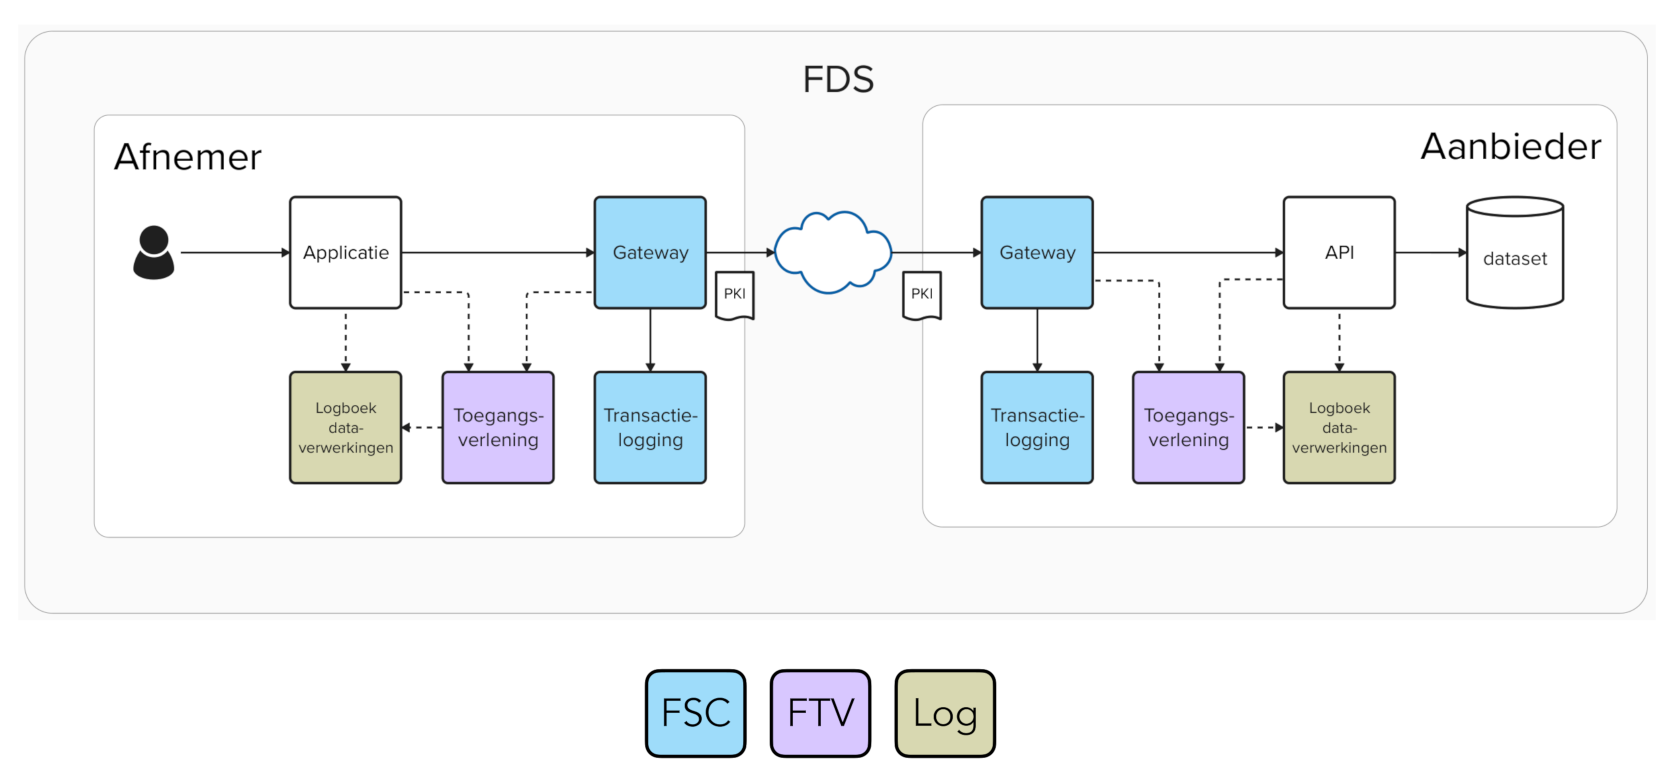 FDS
Afnemer
Aanbieder
Applicatie
Gateway
PKI
PKI
Gateway
API
dataset
Logboek
data-
verwerkingen
Toegangs-
verlening
Transactie-
logging
Transactie-
logging
Toegangs-
verlening
Logboek
data-
verwerkingen
FSC
FTV
Log